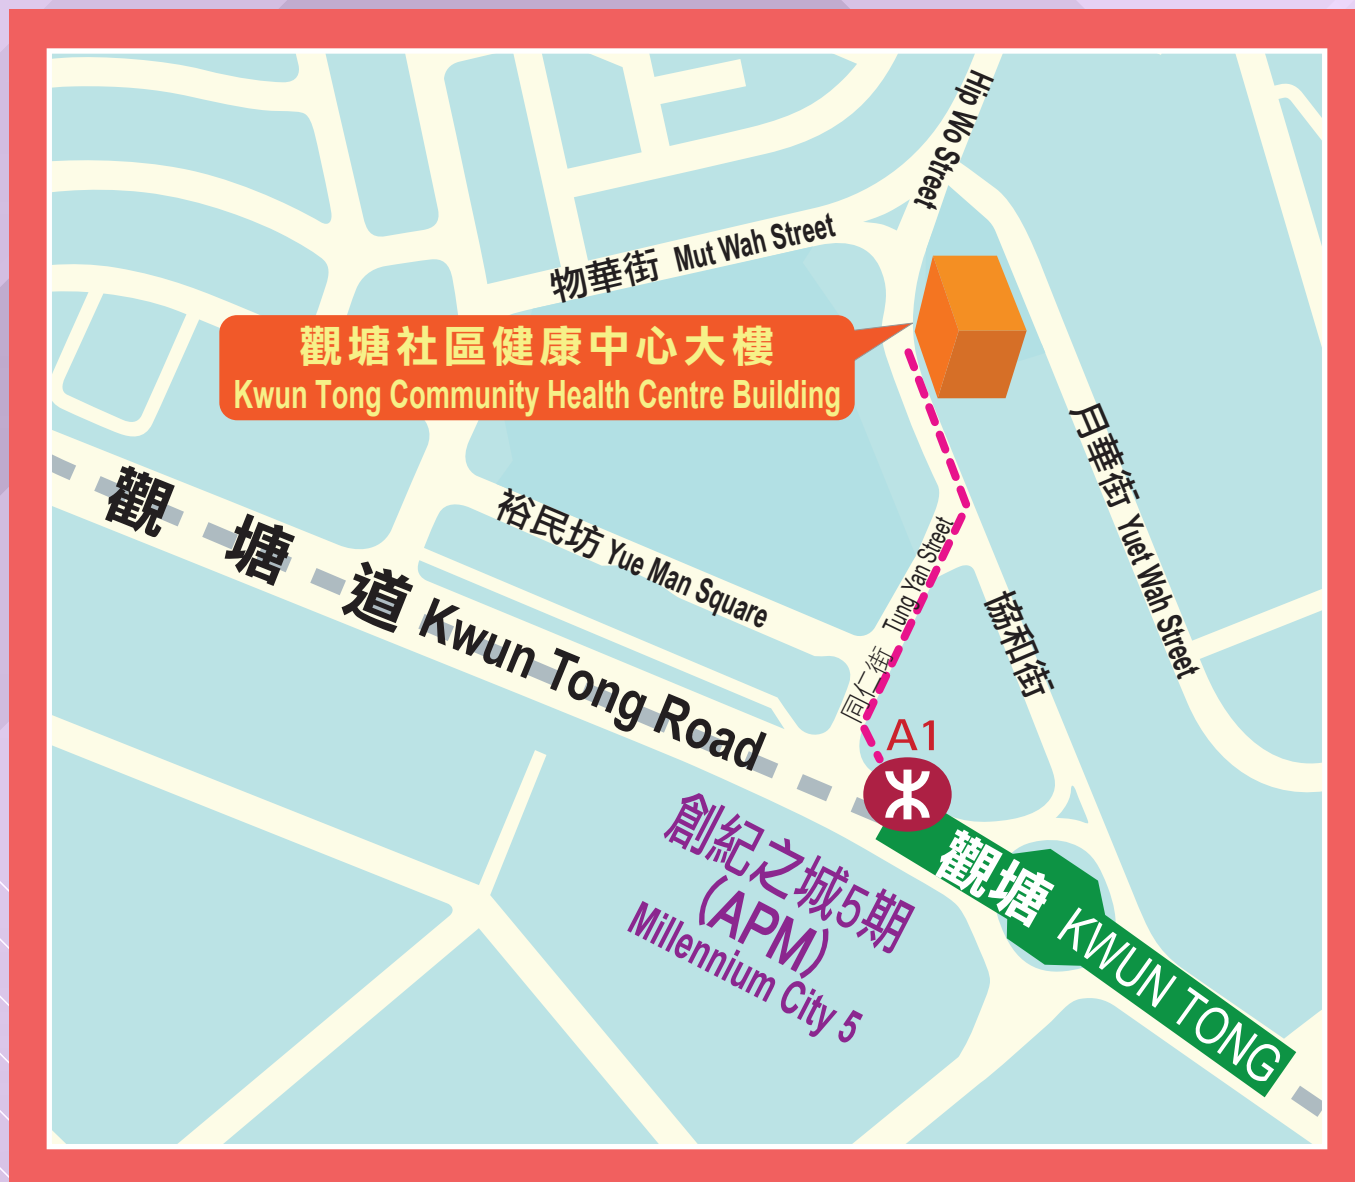 Hip Wo Street
物華街 Mut Wah Street
觀塘社區健康中心大樓
Kwun Tong Community Health Centre Building
月華街 Yuet Wah Street
觀塘道 Kwun Tong Road
裕民坊 Yue Man Square
同仁街 Tung Yan Street
協和街
A1
創紀之城5期
（APM）
Millennium City 5
觀塘 KWUN TONG